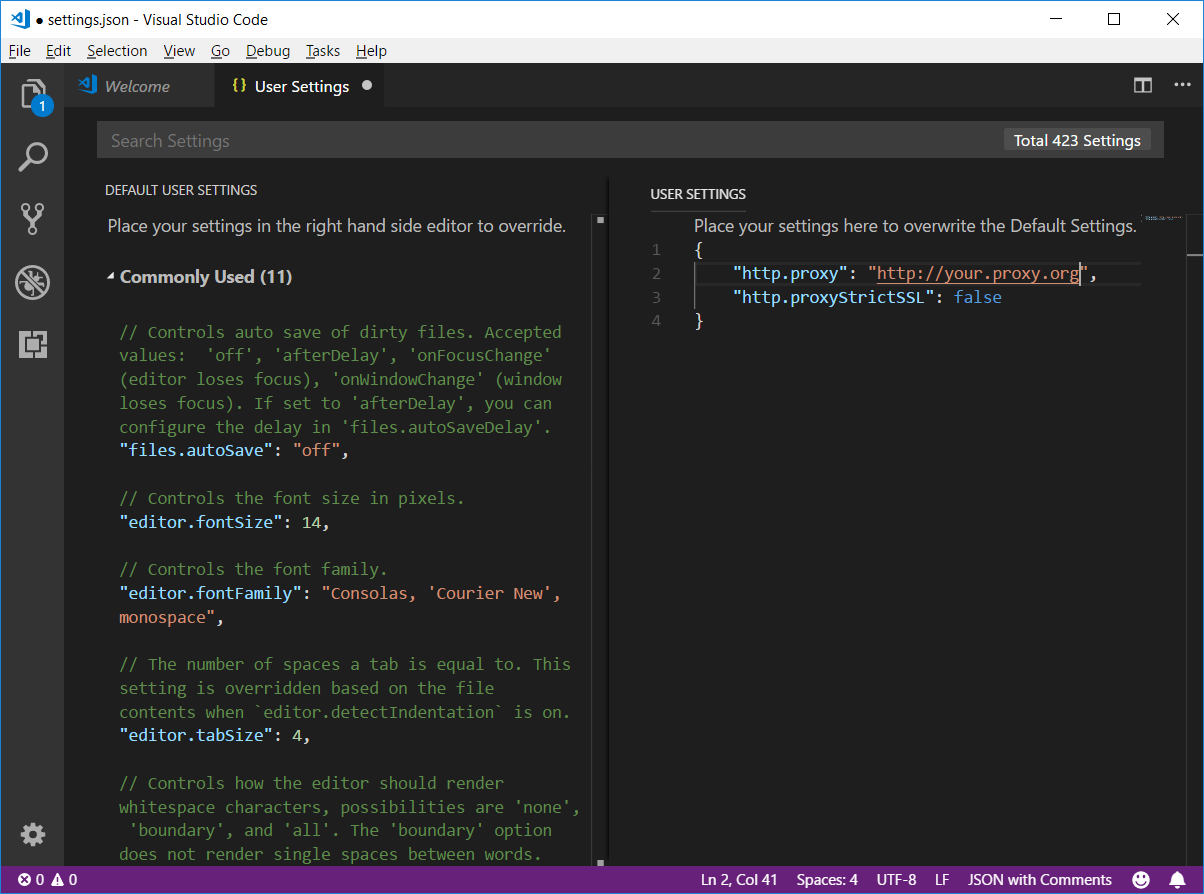 ● settings.json - Visual Studio Code
File Edit Selection View Go Debug Tasks Help
1
Welcome
{} User Settings ●
Search Settings
Total 423 Settings
DEFAULT USER SETTINGS
Place your settings in the right hand side editor to override.
Commonly Used (11)
// Controls auto save of dirty files. Accepted
values:  'off', 'afterDelay', 'onFocusChange'
(editor loses focus), 'onWindowChange' (window
loses focus). If set to 'afterDelay', you can
configure the delay in 'files.autoSaveDelay'.
"files.autoSave": "off",
// Controls the font size in pixels.
"editor.fontSize": 14,
// Controls the font family.
"editor.fontFamily": "Consolas, 'Courier New',
monospace",
// The number of spaces a tab is equal to. This
setting is overridden based on the file
contents when `editor.detectIndentation` is on.
"editor.tabSize": 4,
// Controls how the editor should render
whitespace characters, possibilities are 'none',
'boundary', and 'all'. The 'boundary' option
does not render single spaces between words.
USER SETTINGS
Place your settings here to overwrite the Default Settings.
1 {
2 "http.proxy": "http://your.proxy.org",
3 "http.proxyStrictSSL": false
4 }
0 0
Ln 2, Col 41 Spaces: 4 UTF-8 LF JSON with Comments